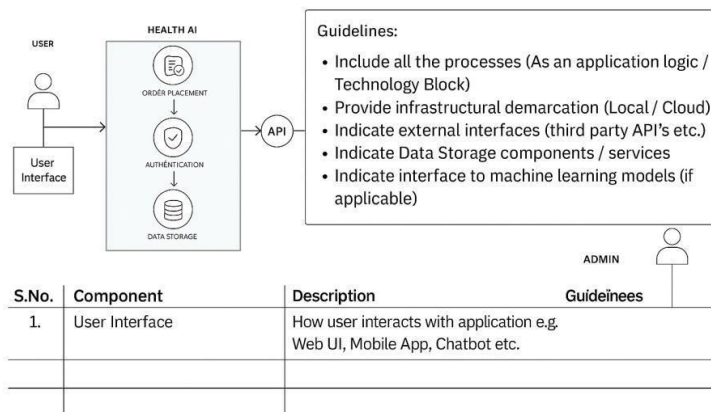 HEALTH AI
USER
User
Interface
ORDER PLACEMENT
AUTHENTICATION
DATA STORAGE
API
Guidelines:
• Include all the processes (As an application logic /
Technology Block)
• Provide infrastructural demarcation (Local / Cloud)
• Indicate external interfaces (third party API's etc.)
• Indicate Data Storage components / services
• Indicate interface to machine learning models (if
applicable)
ADMIN
S.No. Component Description Guideïnees
1. User Interface How user interacts with application e.g.
Web UI, Mobile App, Chatbot etc.